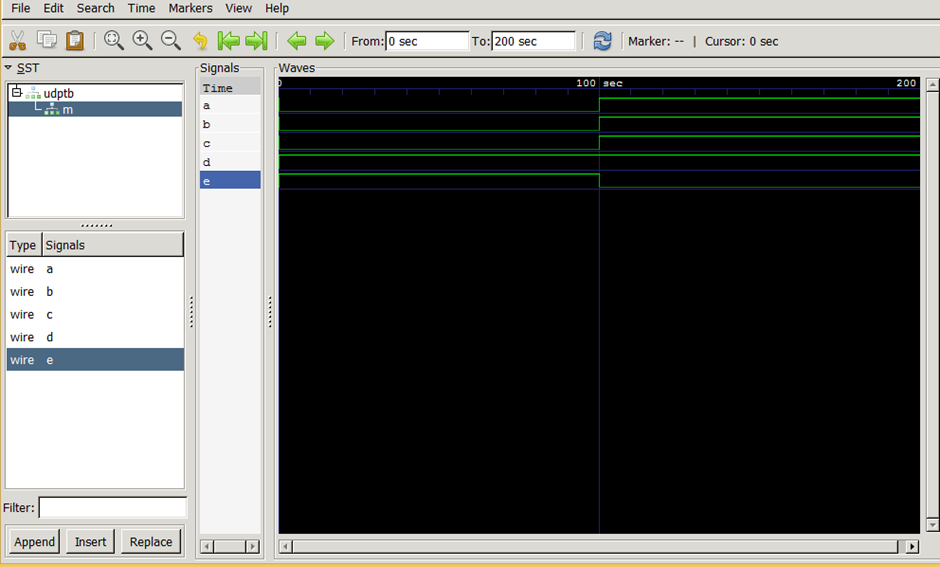 File Edit Search Time Markers View Help
From: 0 sec To: 200 sec Marker: -- | Cursor: 0 sec
SST
udptb
m
Type Signals
wire a
wire b
wire c
wire d
wire e
Filter:
Append Insert Replace
Signals
Time
a
b
c
d
e
Waves
0 100 sec 200